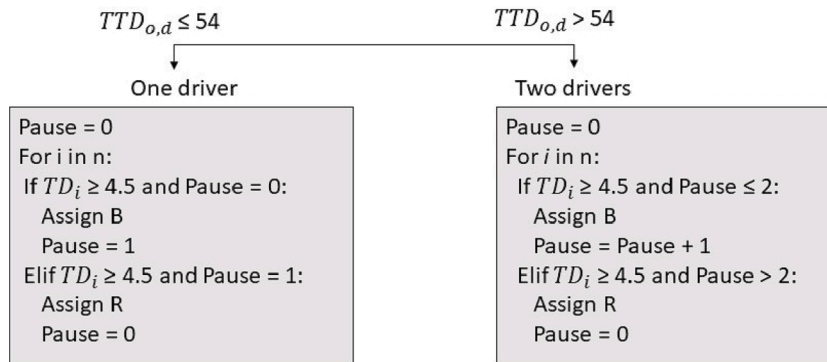 TTD_{o,d} ≤ 54
TTD_{o,d} > 54
One driver
Pause = 0
For i in n:
If TD_i ≥ 4.5 and Pause = 0:
Assign B
Pause = 1
Elif TD_i ≥ 4.5 and Pause = 1:
Assign R
Pause = 0
Two drivers
Pause = 0
For i in n:
If TD_i ≥ 4.5 and Pause ≤ 2:
Assign B
Pause = Pause + 1
Elif TD_i ≥ 4.5 and Pause > 2:
Assign R
Pause = 0